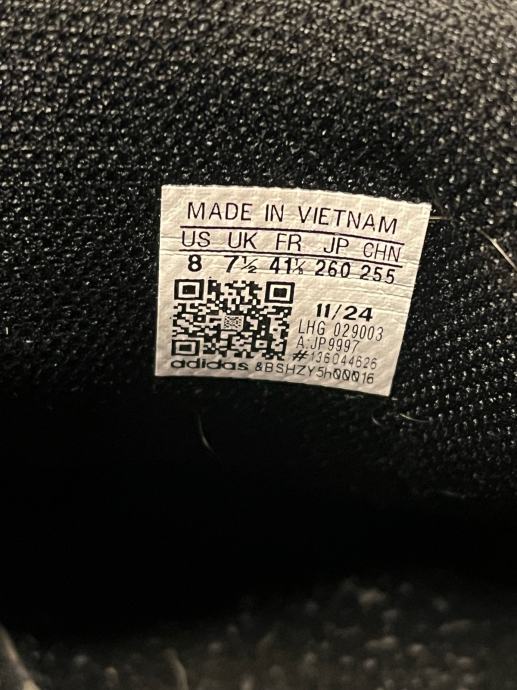 MADE IN VIETNAM
US UK FR JP CHN
8 7½ 41⅓ 260 255
11/24
LHG 029003
A:JP9997
#136044626
adidas &BSHZY5h00016